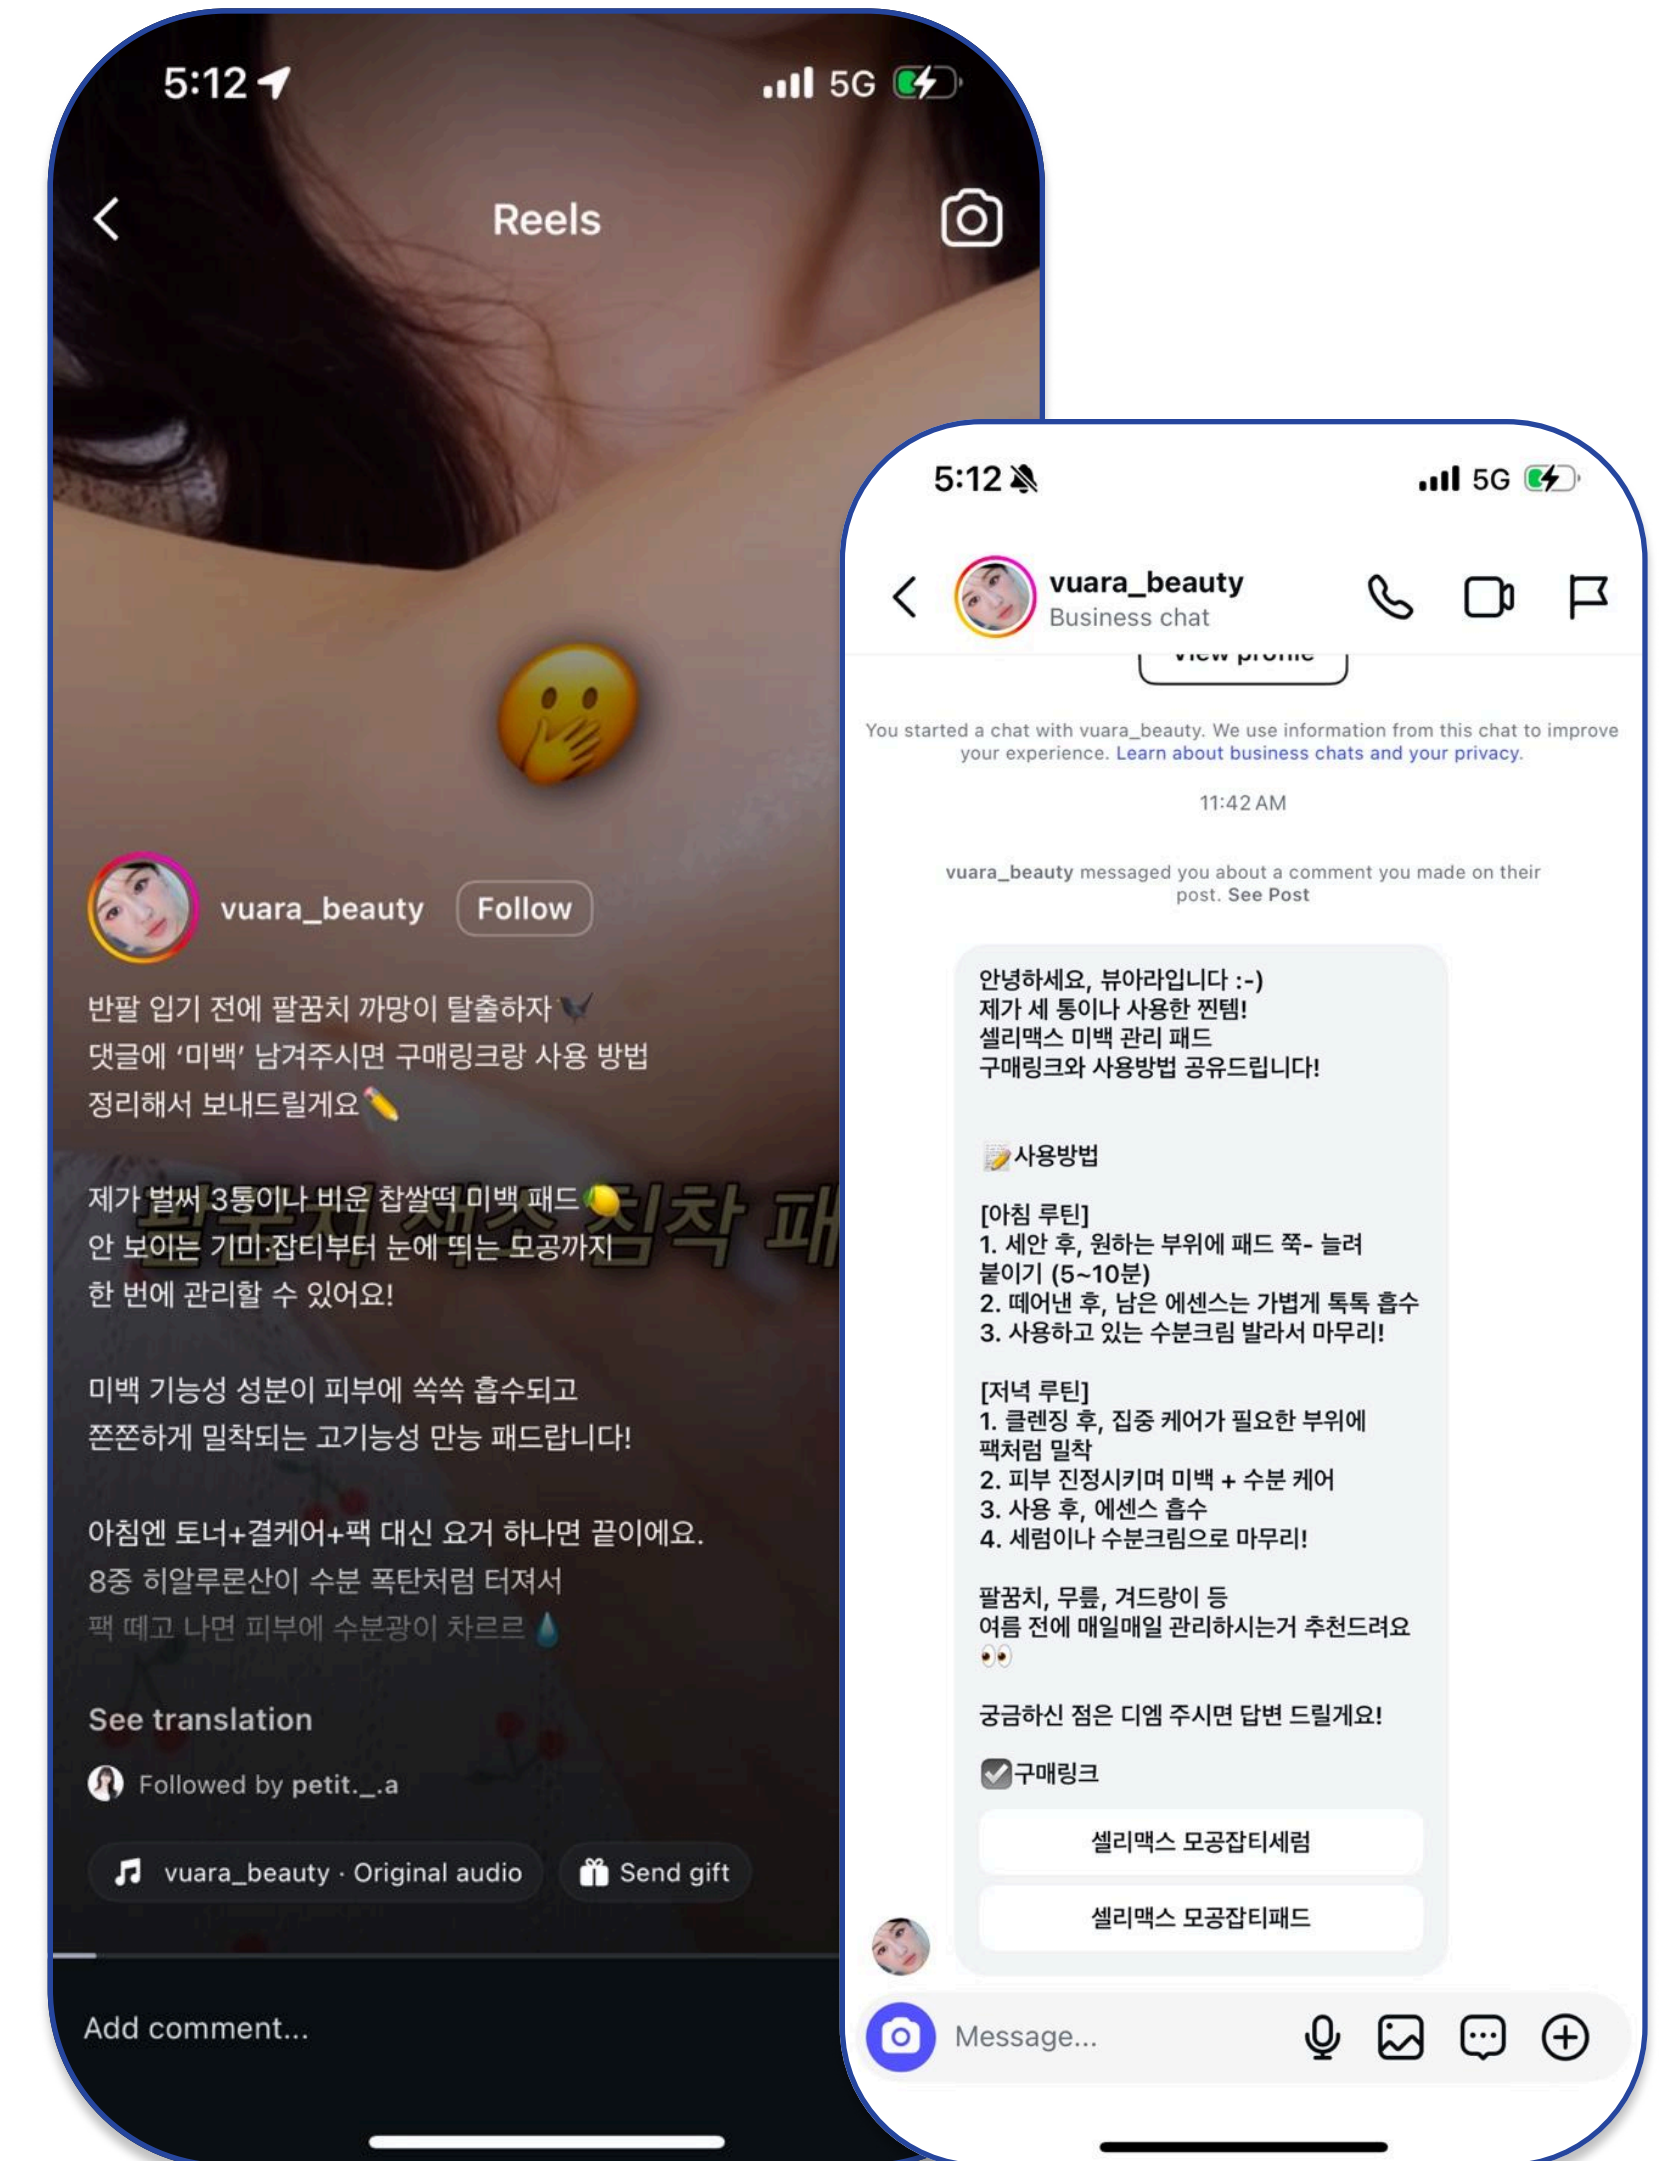 5:12
5G
Reels
vuara_beauty
Follow
반팔 입기 전에 팔꿈치 까망이 탈출하자🐦‍⬛
댓글에 ‘미백’ 남겨주시면 구매링크랑 사용 방법
정리해서 보내드릴게요✏️
제가 벌써 3통이나 비운 찹쌀떡 미백 패드🍋
안 보이는 기미·잡티부터 눈에 띄는 모공까지
한 번에 관리할 수 있어요!
팔꿈치 색소 침착 패
미백 기능성 성분이 피부에 쏙쏙 흡수되고
쫀쫀하게 밀착되는 고기능성 만능 패드랍니다!
아침엔 토너+결케어+팩 대신 요거 하나면 끝이에요.
8중 히알루론산이 수분 폭탄처럼 터져서
팩 떼고 나면 피부에 수분광이 차르르💧
See translation
Followed by petit._.a
vuara_beauty · Original audio
Send gift
Add comment...
5:12
5G
vuara_beauty
Business chat
View profile
You started a chat with vuara_beauty. We use information from this chat to improve
your experience. Learn about business chats and your privacy.
11:42 AM
vuara_beauty messaged you about a comment you made on their
post. See Post
안녕하세요, 뷰아라입니다 :-)
제가 세 통이나 사용한 찐템!
셀리맥스 미백 관리 패드
구매링크와 사용방법 공유드립니다!
📝사용방법
[아침 루틴]
1. 세안 후, 원하는 부위에 패드 쭉- 늘려
붙이기 (5~10분)
2. 떼어낸 후, 남은 에센스는 가볍게 톡톡 흡수
3. 사용하고 있는 수분크림 발라서 마무리!
[저녁 루틴]
1. 클렌징 후, 집중 케어가 필요한 부위에
팩처럼 밀착
2. 피부 진정시키며 미백 + 수분 케어
3. 사용 후, 에센스 흡수
4. 세럼이나 수분크림으로 마무리!
팔꿈치, 무릎, 겨드랑이 등
여름 전에 매일매일 관리하시는거 추천드려요
👀
궁금하신 점은 디엠 주시면 답변 드릴게요!
☑️구매링크
셀리맥스 모공잡티세럼
셀리맥스 모공잡티패드
Message...